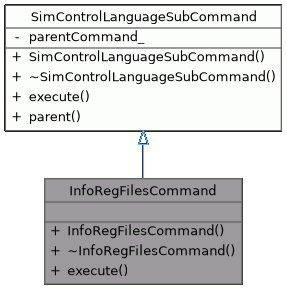 SimControlLanguageSubCommand
- parentCommand_
+ SimControlLanguageSubCommand()
+ ~SimControlLanguageSubCommand()
+ execute()
+ parent()
InfoRegFilesCommand
+ InfoRegFilesCommand()
+ ~InfoRegFilesCommand()
+ execute()